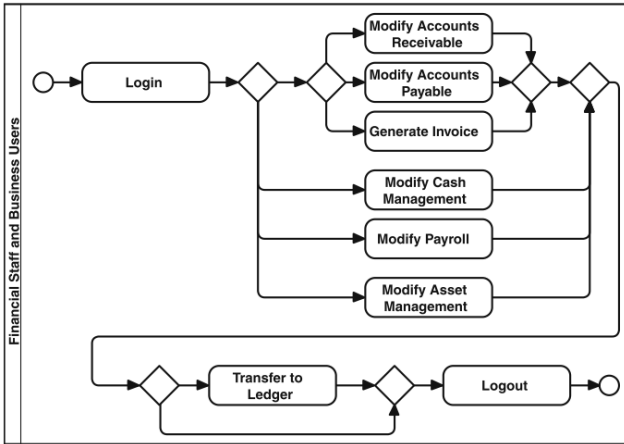 Financial Staff and Business Users
Login
Modify Accounts
Receivable
Modify Accounts
Payable
Generate Invoice
Modify Cash
Management
Modify Payroll
Modify Asset
Management
Transfer to
Ledger
Logout